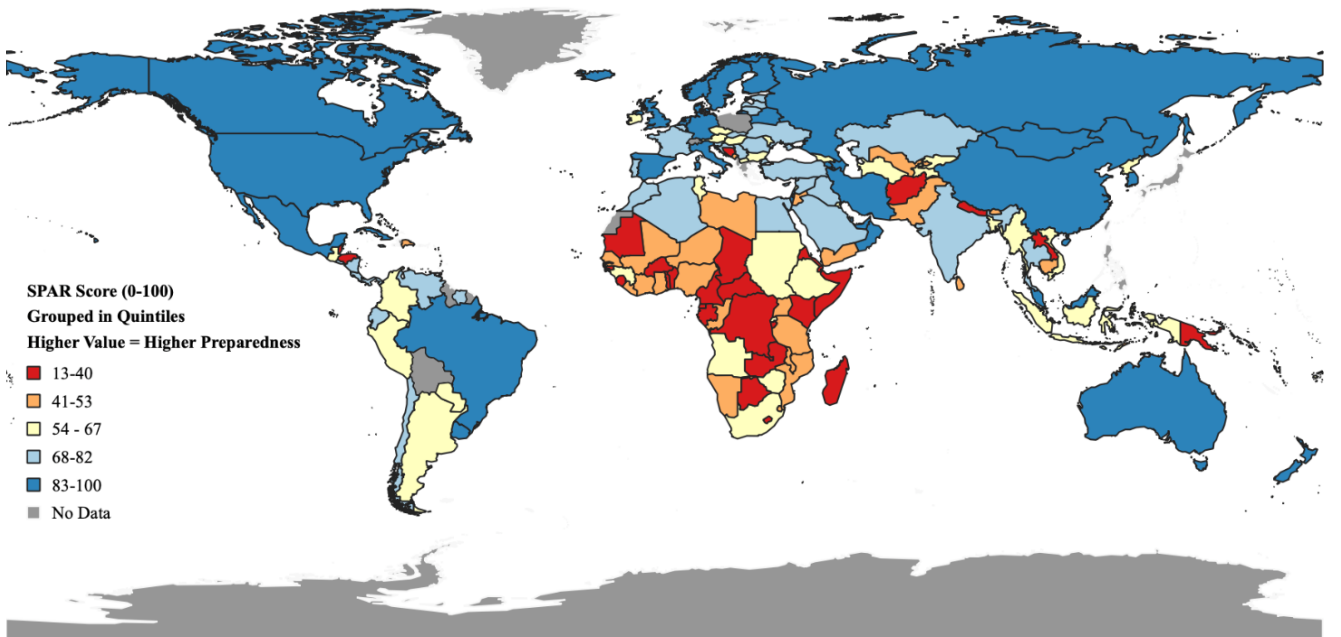 SPAR Score (0-100)
Grouped in Quintiles
Higher Value = Higher Preparedness
13-40
41-53
54 - 67
68-82
83-100
No Data